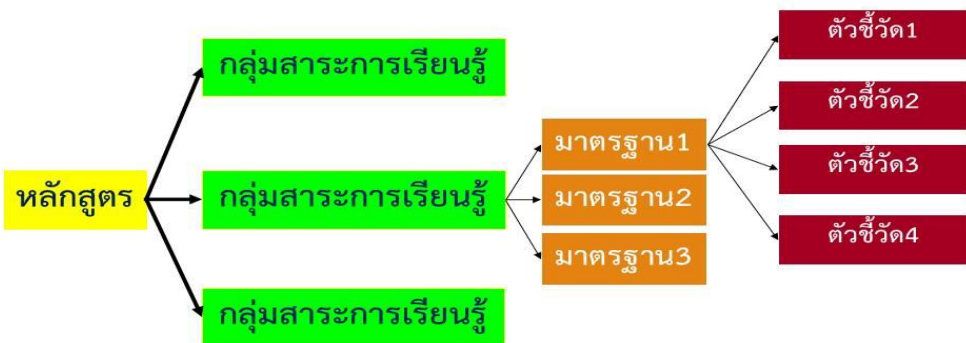 หลักสูตร
กลุ่มสาระการเรียนรู้
กลุ่มสาระการเรียนรู้
กลุ่มสาระการเรียนรู้
มาตรฐาน1
มาตรฐาน2
มาตรฐาน3
ตัวชี้วัด1
ตัวชี้วัด2
ตัวชี้วัด3
ตัวชี้วัด4